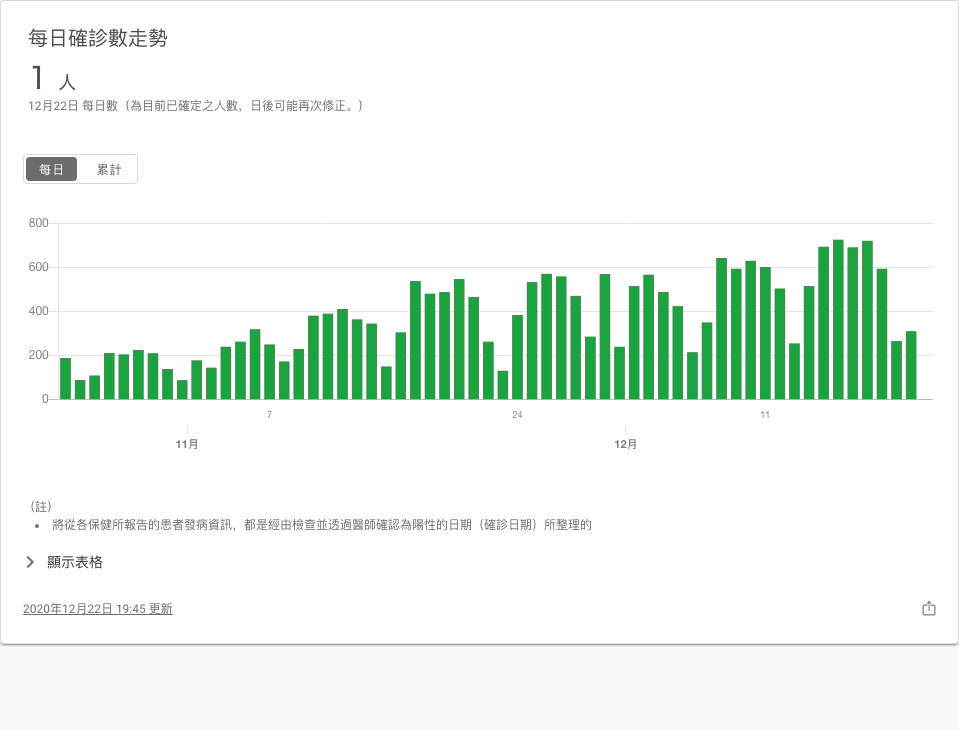 每日確診數走勢
1 人
12月22日 每日數（為目前已確定之人數，日後可能再次修正。）
每日 累計
800
600
400
200
0
7 24 11
11月 12月
（註）
• 將從各保健所報告的患者發病資訊，都是經由檢查並透過醫師確認為陽性的日期（確診日期）所整理的
顯示表格
2020年12月22日 19:45 更新